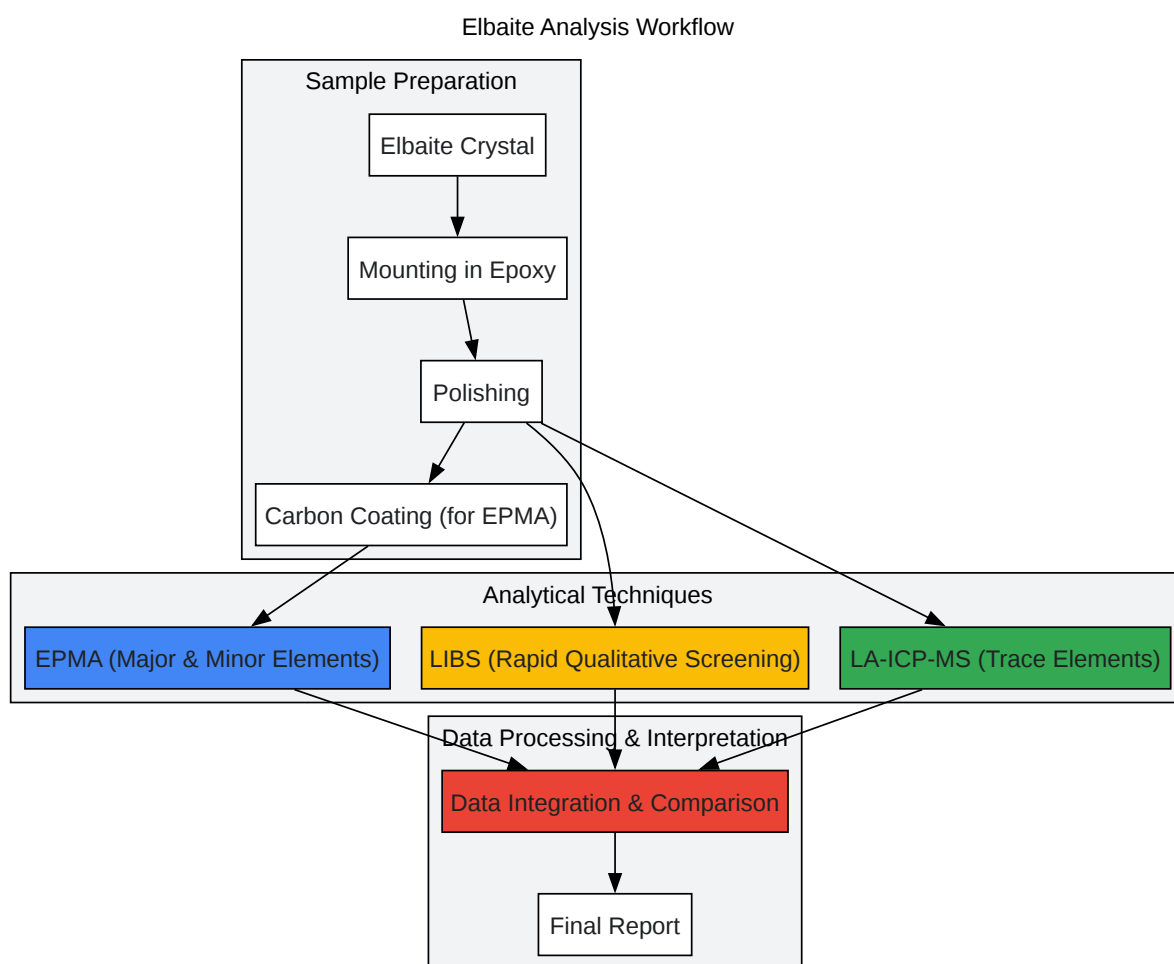 Elbaite Analysis Workflow
Sample Preparation
Elbaite Crystal
Mounting in Epoxy
Polishing
Carbon Coating (for EPMA)
Analytical Techniques
EPMA (Major & Minor Elements)
LIBS (Rapid Qualitative Screening)
LA-ICP-MS (Trace Elements)
Data Processing & Interpretation
Data Integration & Comparison
Final Report